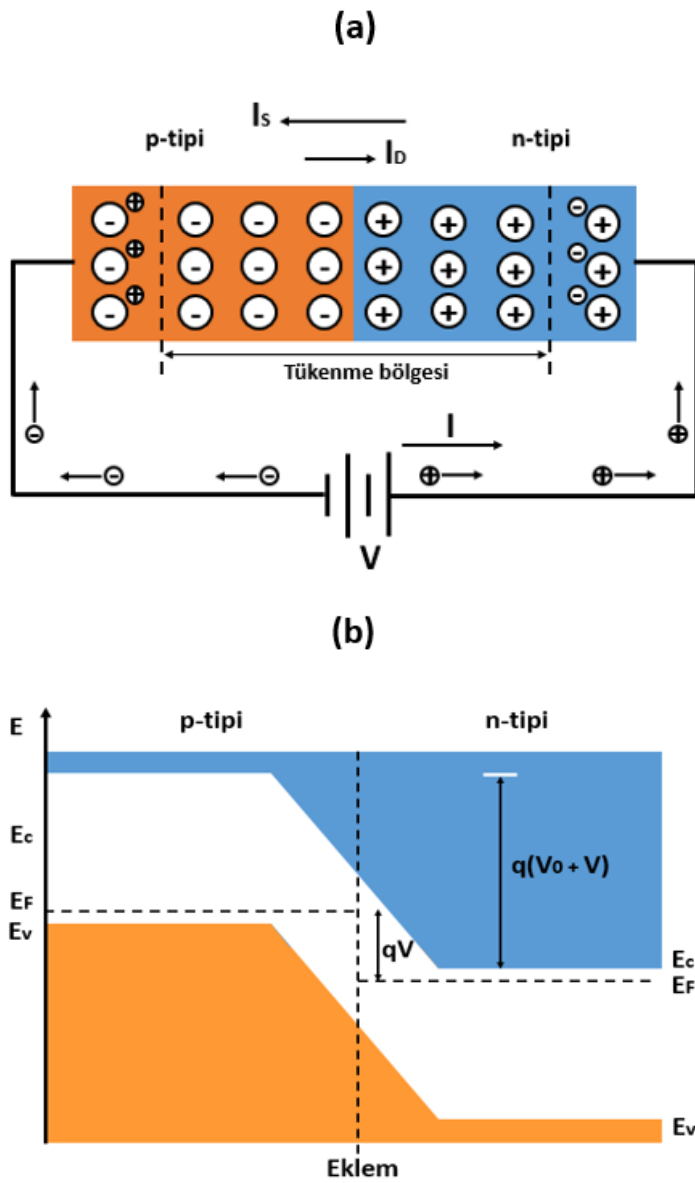 (a)
Is
p-tipi
n-tipi
ID
Tükenme bölgesi
I
V
(b)
E
p-tipi
n-tipi
Ec
q(V0 + V)
EF
Ev
qV
Ec
EF
Ev
Eklem